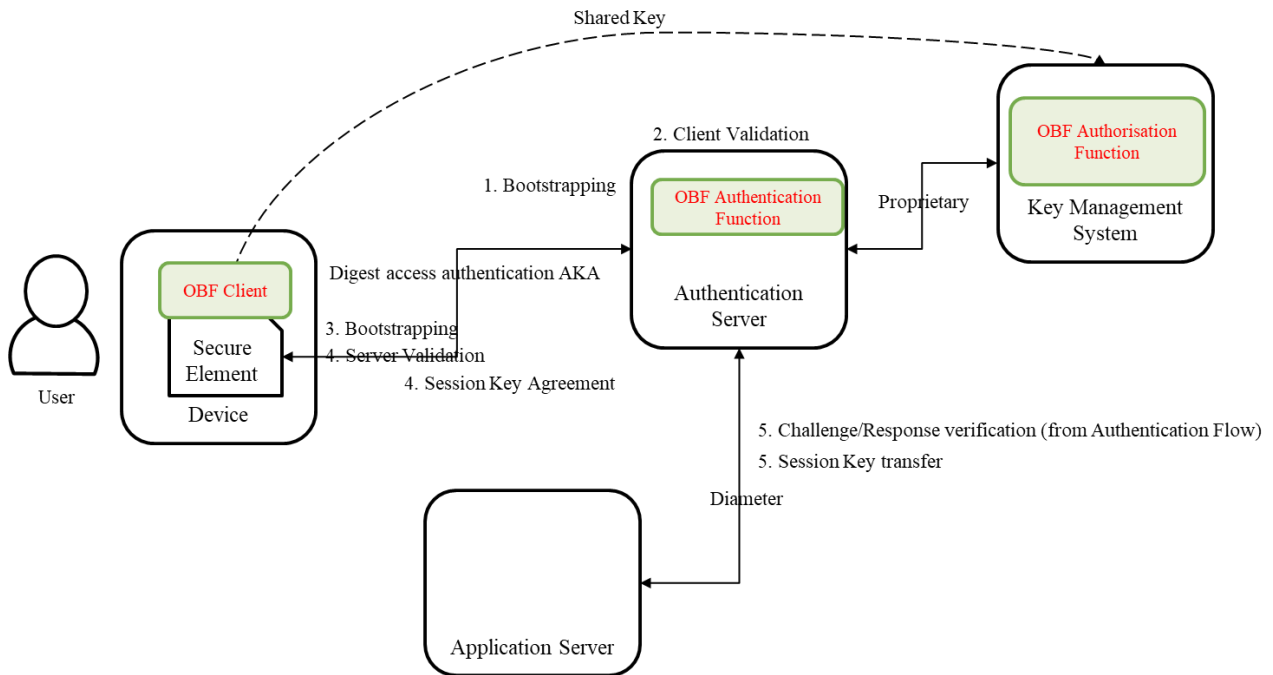 Shared Key
OBF Authorisation
Function
Key Management
System
2. Client Validation
1. Bootstrapping
OBF Authentication
Function
Proprietary
Authentication
Server
Digest access authentication AKA
OBF Client
3. Bootstrapping
4. Server Validation
4. Session Key Agreement
Secure
Element
Device
User
5. Challenge/Response verification (from Authentication Flow)
5. Session Key transfer
Diameter
Application Server